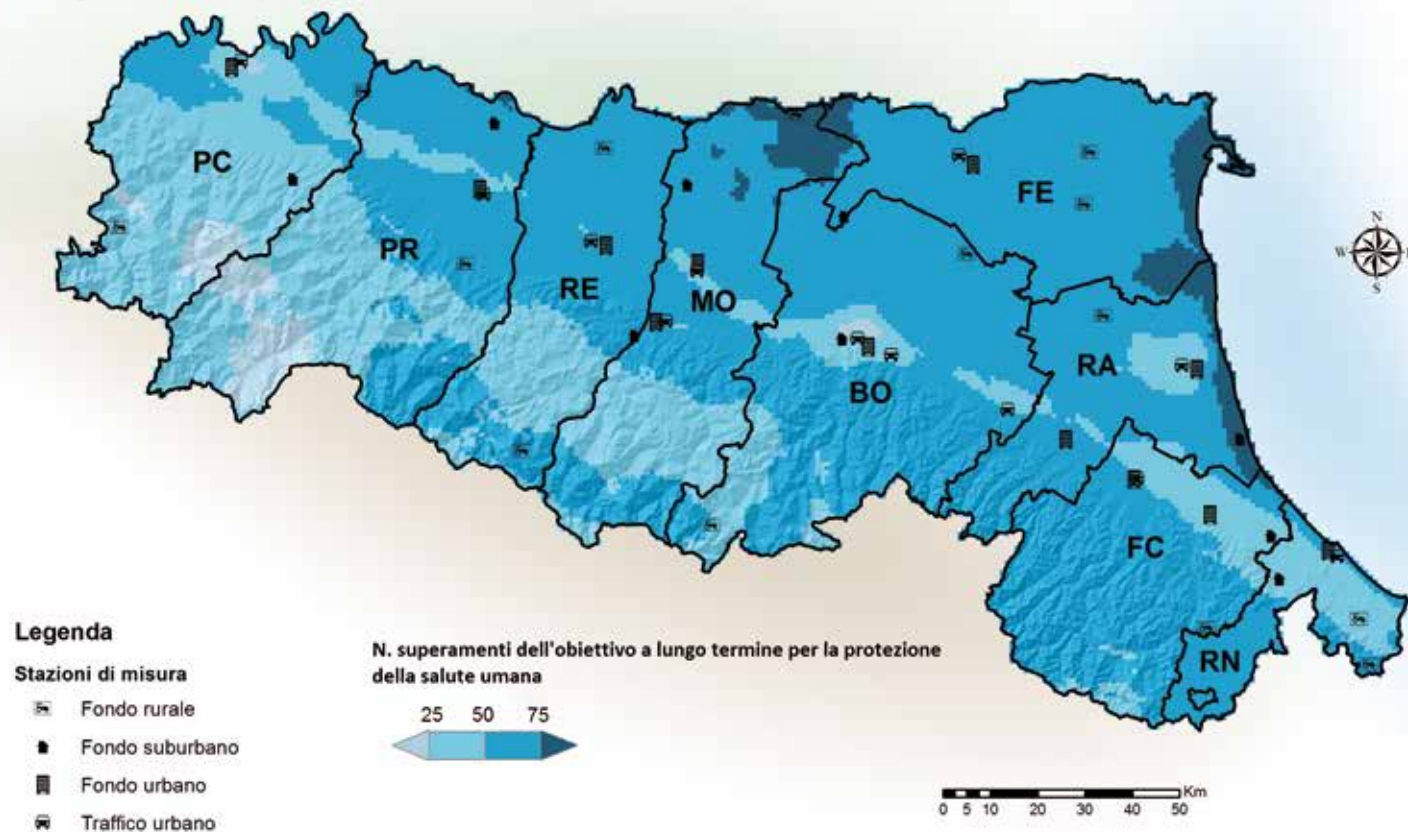 PC
PR
RE
MO
BO
FE
RA
FC
RN
N
W
S
Legenda
Stazioni di misura
Fondo rurale
Fondo suburbano
Fondo urbano
Traffico urbano
N. superamenti dell'obiettivo a lungo termine per la protezione
della salute umana
25 50 75
Km
0 5 10 20 30 40 50